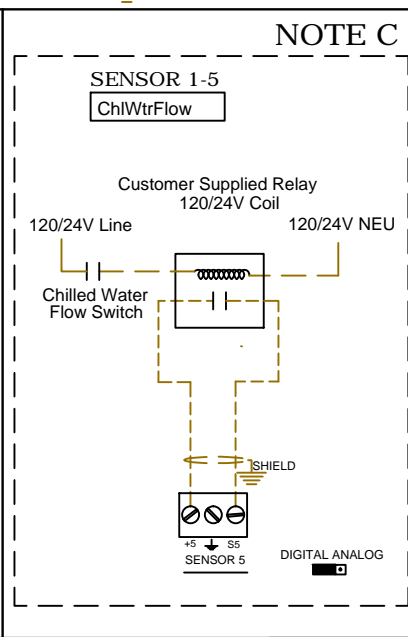 NOTE C
SENSOR 1-5
ChlWtrFlow
Customer Supplied Relay
120/24V Coil
120/24V Line
120/24V NEU
Chilled Water
Flow Switch
SHIELD
+5 S5
SENSOR 5
DIGITAL ANALOG